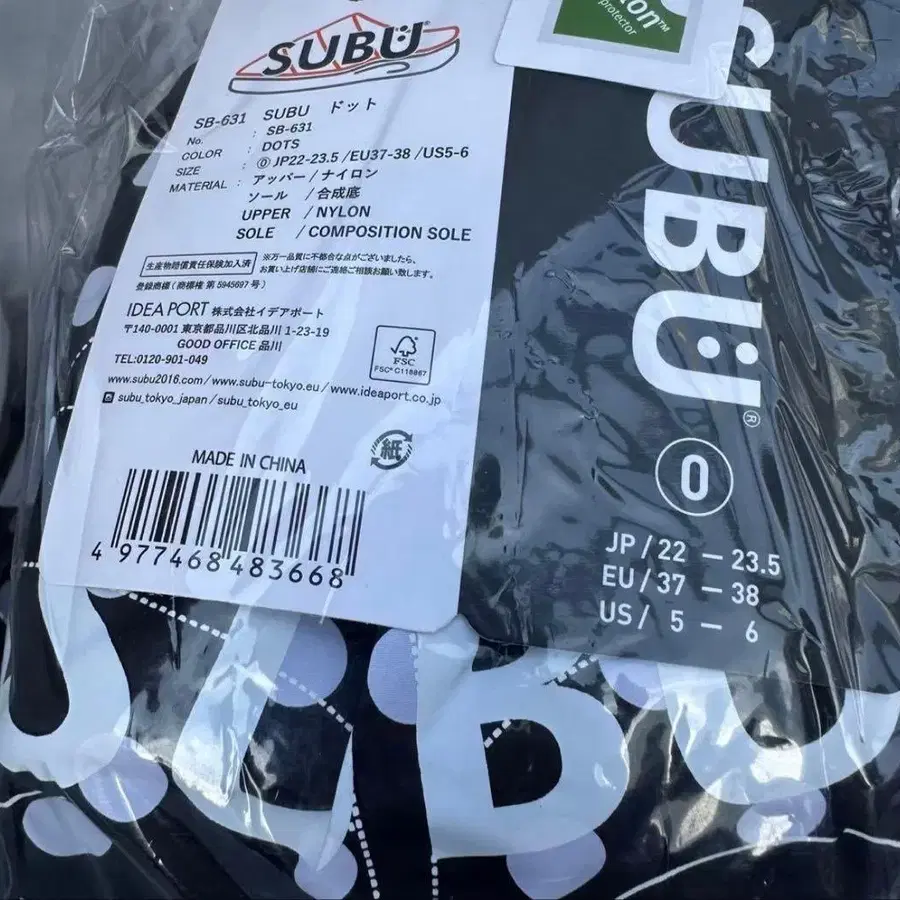 SUBU®
SB-631 SUBU ドット
No. : SB-631
COLOR : DOTS
SIZE : ⓪ JP22-23.5 /EU37-38 /US5-6
MATERIAL : アッパー / ナイロン
ソール / 合成底
UPPER / NYLON
SOLE / COMPOSITION SOLE
生産物賠償責任保険加入済
※万一品質に不都合な点がございましたら、
お買い上げ店舗にご連絡ご相談お願い致します。
登録商標 ( 商標権 第 5945697 号 )
IDEA PORT 株式会社イデアポート
〒140-0001 東京都品川区北品川 1-23-19
GOOD OFFICE 品川
TEL:0120-901-049
www.subu2016.com / www.subu-tokyo.eu / www.ideaport.co.jp
subu_tokyo_japan / subu_tokyo_eu
FSC
FSC® C118867
紙
MADE IN CHINA
4 977468 483668
™
protector
SUBU®
0
JP / 22 — 23.5
EU / 37 — 38
US / 5 — 6